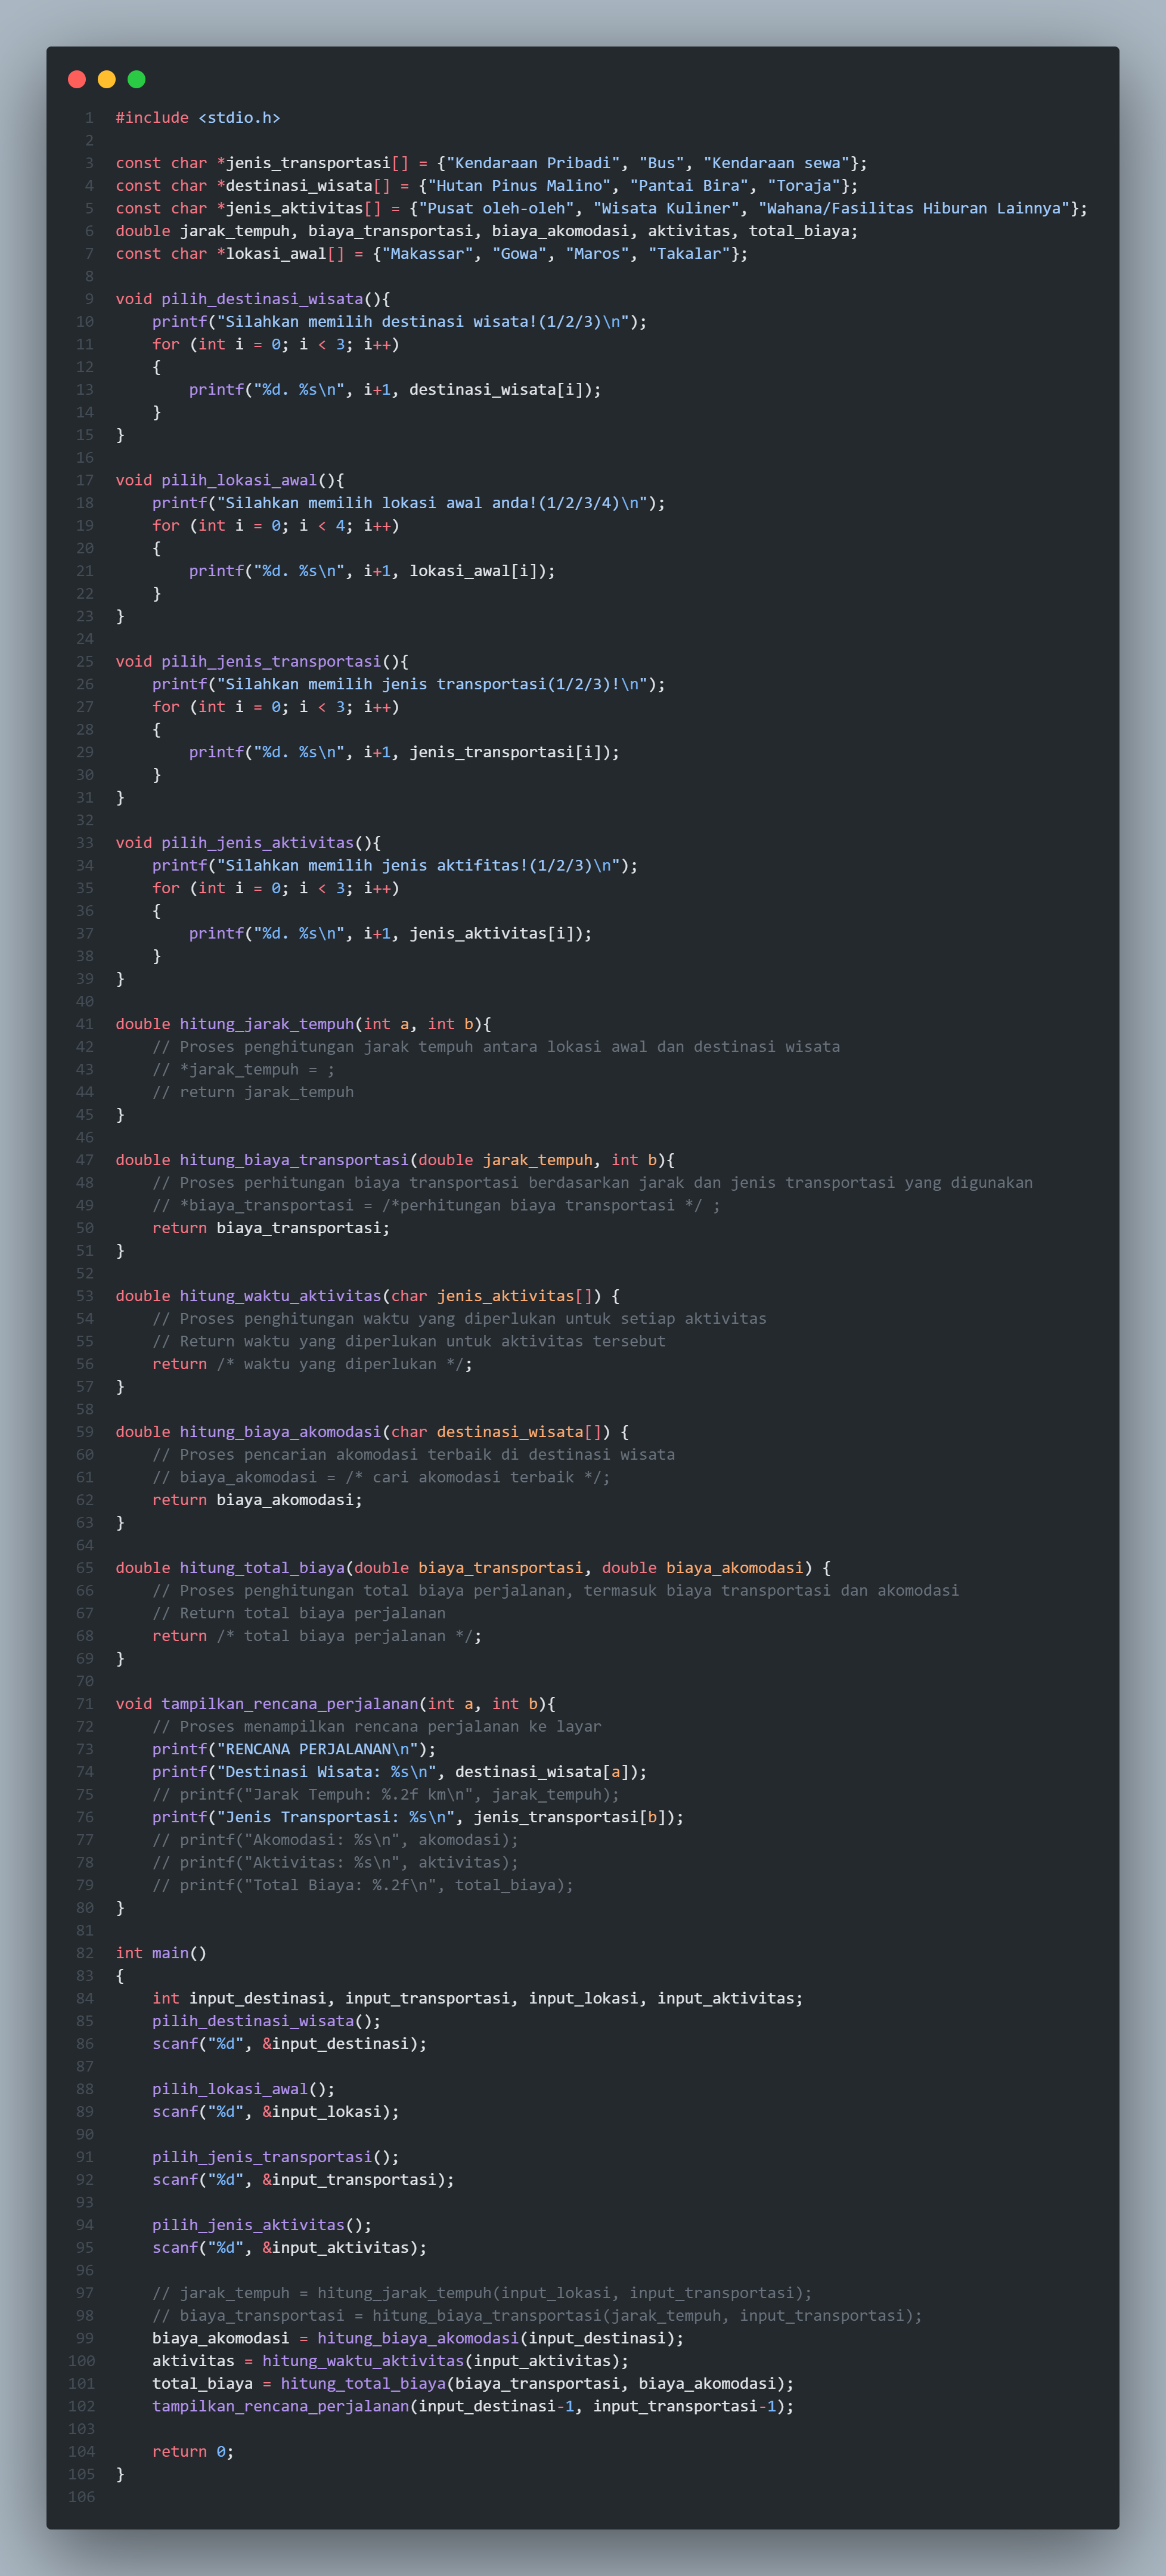 1 #include <stdio.h>
2
3 const char *jenis_transportasi[] = {"Kendaraan Pribadi", "Bus", "Kendaraan sewa"};
4 const char *destinasi_wisata[] = {"Hutan Pinus Malino", "Pantai Bira", "Toraja"};
5 const char *jenis_aktivitas[] = {"Pusat oleh-oleh", "Wisata Kuliner", "Wahana/Fasilitas Hiburan Lainnya"};
6 double jarak_tempuh, biaya_transportasi, biaya_akomodasi, aktivitas, total_biaya;
7 const char *lokasi_awal[] = {"Makassar", "Gowa", "Maros", "Takalar"};
8
9 void pilih_destinasi_wisata(){
10     printf("Silahkan memilih destinasi wisata!(1/2/3)\n");
11     for (int i = 0; i < 3; i++)
12     {
13         printf("%d. %s\n", i+1, destinasi_wisata[i]);
14     }
15 }
16
17 void pilih_lokasi_awal(){
18     printf("Silahkan memilih lokasi awal anda!(1/2/3/4)\n");
19     for (int i = 0; i < 4; i++)
20     {
21         printf("%d. %s\n", i+1, lokasi_awal[i]);
22     }
23 }
24
25 void pilih_jenis_transportasi(){
26     printf("Silahkan memilih jenis transportasi(1/2/3)!\n");
27     for (int i = 0; i < 3; i++)
28     {
29         printf("%d. %s\n", i+1, jenis_transportasi[i]);
30     }
31 }
32
33 void pilih_jenis_aktivitas(){
34     printf("Silahkan memilih jenis aktifitas!(1/2/3)\n");
35     for (int i = 0; i < 3; i++)
36     {
37         printf("%d. %s\n", i+1, jenis_aktivitas[i]);
38     }
39 }
40
41 double hitung_jarak_tempuh(int a, int b){
42     // Proses penghitungan jarak tempuh antara lokasi awal dan destinasi wisata
43     // *jarak_tempuh = ;
44     // return jarak_tempuh
45 }
46
47 double hitung_biaya_transportasi(double jarak_tempuh, int b){
48     // Proses perhitungan biaya transportasi berdasarkan jarak dan jenis transportasi yang digunakan
49     // *biaya_transportasi = /*perhitungan biaya transportasi */ ;
50     return biaya_transportasi;
51 }
52
53 double hitung_waktu_aktivitas(char jenis_aktivitas[]) {
54     // Proses penghitungan waktu yang diperlukan untuk setiap aktivitas
55     // Return waktu yang diperlukan untuk aktivitas tersebut
56     return /* waktu yang diperlukan */;
57 }
58
59 double hitung_biaya_akomodasi(char destinasi_wisata[]) {
60     // Proses pencarian akomodasi terbaik di destinasi wisata
61     // biaya_akomodasi = /* cari akomodasi terbaik */;
62     return biaya_akomodasi;
63 }
64
65 double hitung_total_biaya(double biaya_transportasi, double biaya_akomodasi) {
66     // Proses penghitungan total biaya perjalanan, termasuk biaya transportasi dan akomodasi
67     // Return total biaya perjalanan
68     return /* total biaya perjalanan */;
69 }
70
71 void tampilkan_rencana_perjalanan(int a, int b){
72     // Proses menampilkan rencana perjalanan ke layar
73     printf("RENCANA PERJALANAN\n");
74     printf("Destinasi Wisata: %s\n", destinasi_wisata[a]);
75     // printf("Jarak Tempuh: %.2f km\n", jarak_tempuh);
76     printf("Jenis Transportasi: %s\n", jenis_transportasi[b]);
77     // printf("Akomodasi: %s\n", akomodasi);
78     // printf("Aktivitas: %s\n", aktivitas);
79     // printf("Total Biaya: %.2f\n", total_biaya);
80 }
81
82 int main()
83 {
84     int input_destinasi, input_transportasi, input_lokasi, input_aktivitas;
85     pilih_destinasi_wisata();
86     scanf("%d", &input_destinasi);
87
88     pilih_lokasi_awal();
89     scanf("%d", &input_lokasi);
90
91     pilih_jenis_transportasi();
92     scanf("%d", &input_transportasi);
93
94     pilih_jenis_aktivitas();
95     scanf("%d", &input_aktivitas);
96
97     // jarak_tempuh = hitung_jarak_tempuh(input_lokasi, input_transportasi);
98     // biaya_transportasi = hitung_biaya_transportasi(jarak_tempuh, input_transportasi);
99     biaya_akomodasi = hitung_biaya_akomodasi(input_destinasi);
100     aktivitas = hitung_waktu_aktivitas(input_aktivitas);
101     total_biaya = hitung_total_biaya(biaya_transportasi, biaya_akomodasi);
102     tampilkan_rencana_perjalanan(input_destinasi-1, input_transportasi-1);
103
104     return 0;
105 }
106